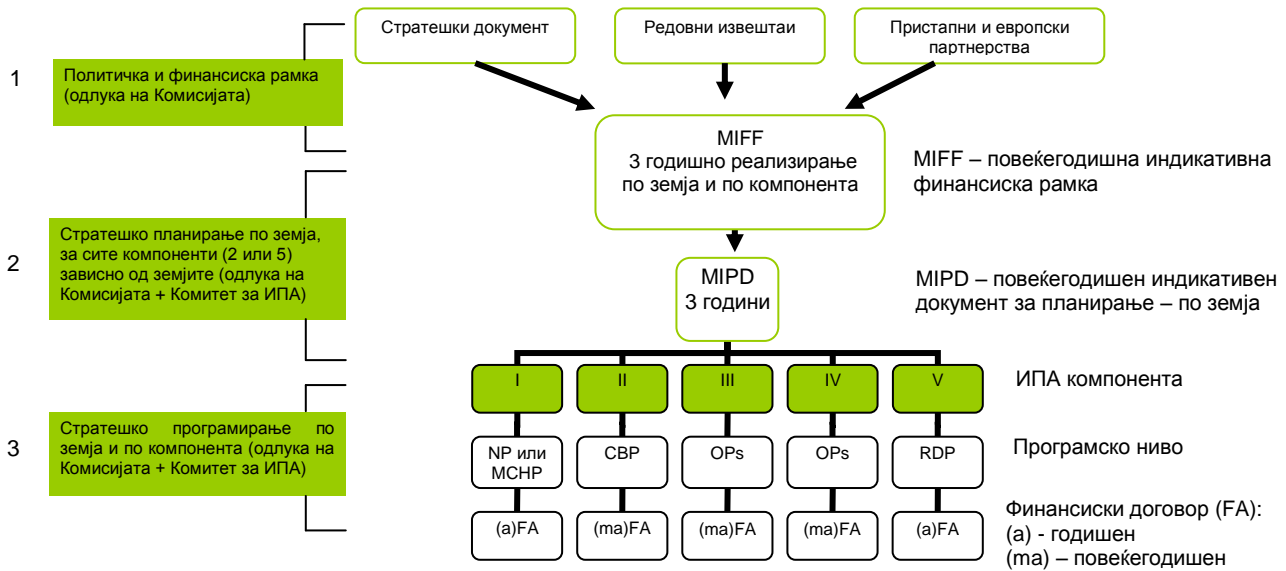 Стратешки документ
Редовни извештаи
Пристапни и европски
партнерства
1
Политичка и финансиска рамка
(одлука на Комисијата)
MIFF
3 годишно реализирање
по земја и по компонента
MIFF – повеќегодишна индикативна
финансиска рамка
2
Стратешко планирање по земја,
за сите компоненти (2 или 5)
зависно од земјите (одлука на
Комисијата + Комитет за ИПА)
MIPD
3 години
MIPD – повеќегодишен индикативен
документ за планирање – по земја
I II III IV V
ИПА компонента
3
Стратешко програмирање по
земја и по компонента (одлука на
Комисијата + Комитет за ИПА)
NP или
MCHP
CBP
OPs
OPs
RDP
Програмско ниво
(a)FA (ma)FA (ma)FA (ma)FA (a)FA
Финансиски договор (FA):
(a) - годишен
(ma) – повеќегодишен